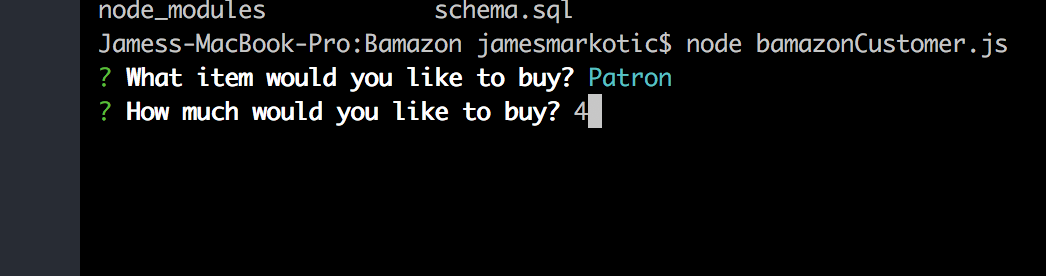 node_modules schema.sql
Jamess-MacBook-Pro:Bamazon jamesmarkotic$ node bamazonCustomer.js
? What item would you like to buy? Patron
? How much would you like to buy? 4